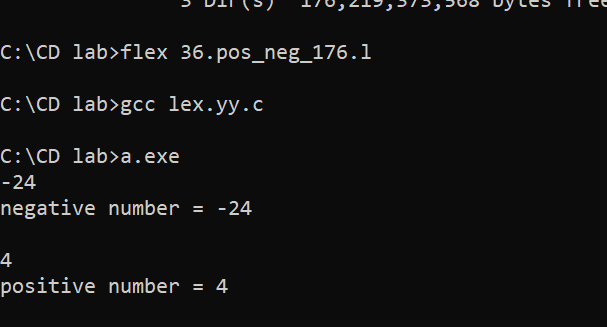 3 Dir(s) 176,219,373,568 bytes free
C:\CD lab>flex 36.pos_neg_176.l
C:\CD lab>gcc lex.yy.c
C:\CD lab>a.exe
-24
negative number = -24
4
positive number = 4